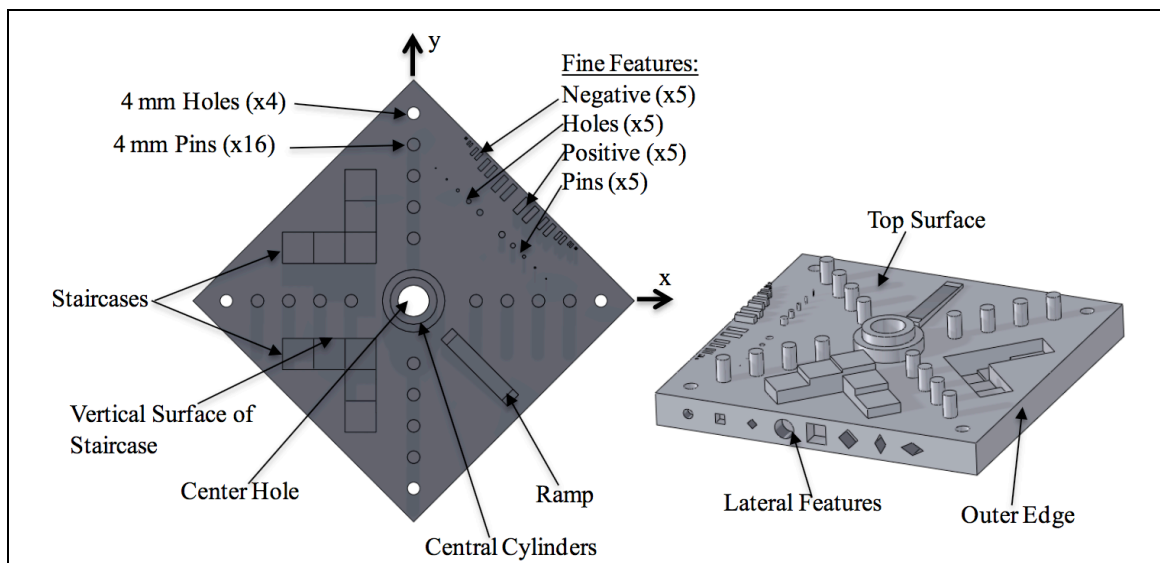 y
Fine Features:
Negative (x5)
Holes (x5)
Positive (x5)
Pins (x5)
4 mm Holes (x4)
4 mm Pins (x16)
Staircases
x
Vertical Surface of
Staircase
Center Hole
Ramp
Central Cylinders
Top Surface
Lateral Features
Outer Edge